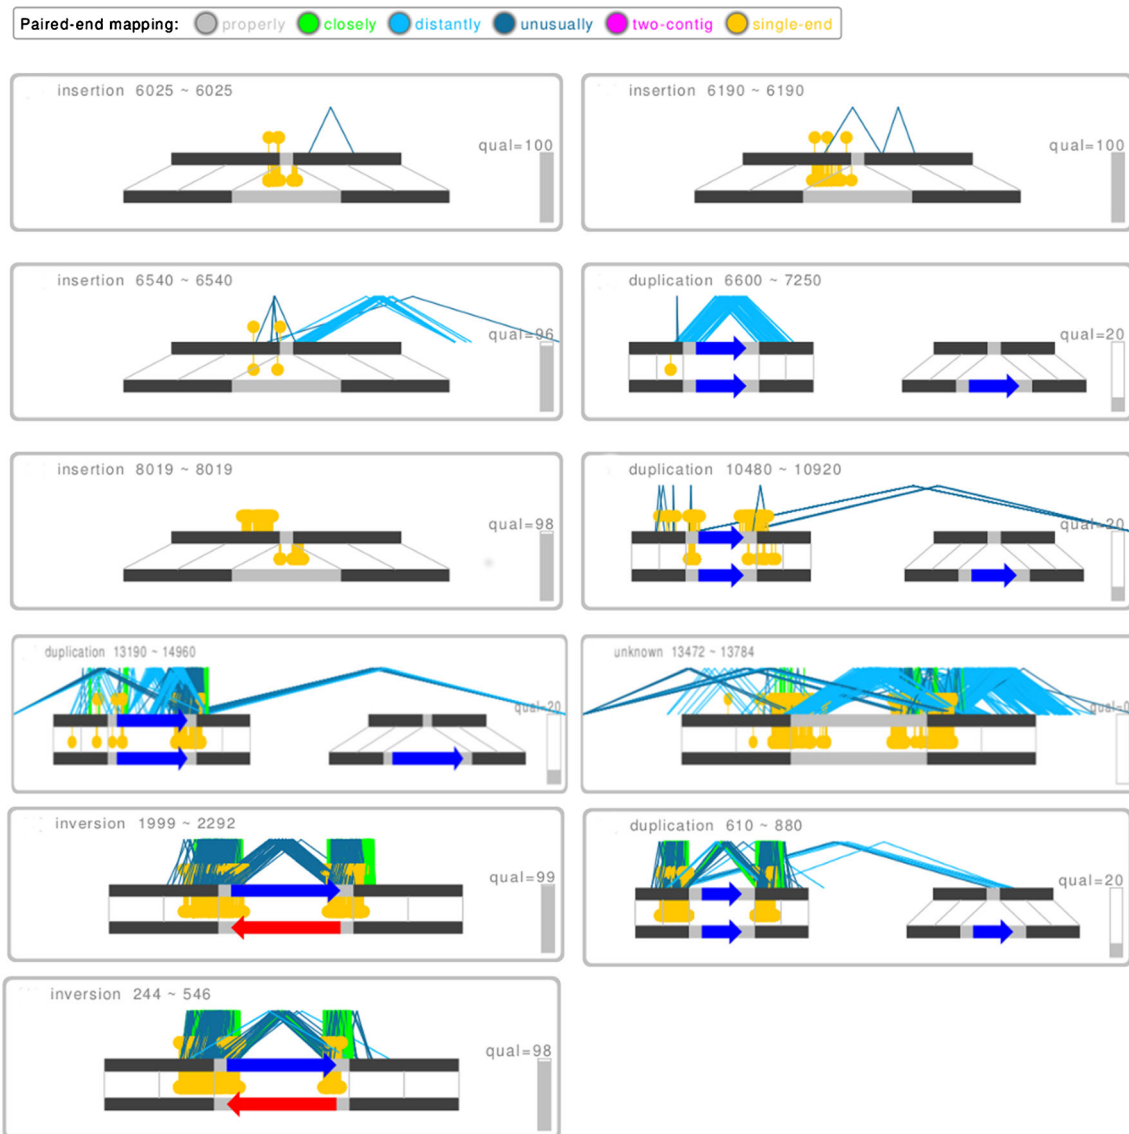 Paired-end mapping: properly closely distantly unusually two-contig single-end
insertion 6025 ~ 6025
qual=100
insertion 6190 ~ 6190
qual=100
insertion 6540 ~ 6540
qual=96
duplication 6600 ~ 7250
qual=20
insertion 8019 ~ 8019
qual=98
duplication 10480 ~ 10920
qual=20
duplication 13190 ~ 14960
qual=20
unknown 13472 ~ 13784
inversion 1999 ~ 2292
qual=99
duplication 610 ~ 880
qual=20
inversion 244 ~ 546
qual=98